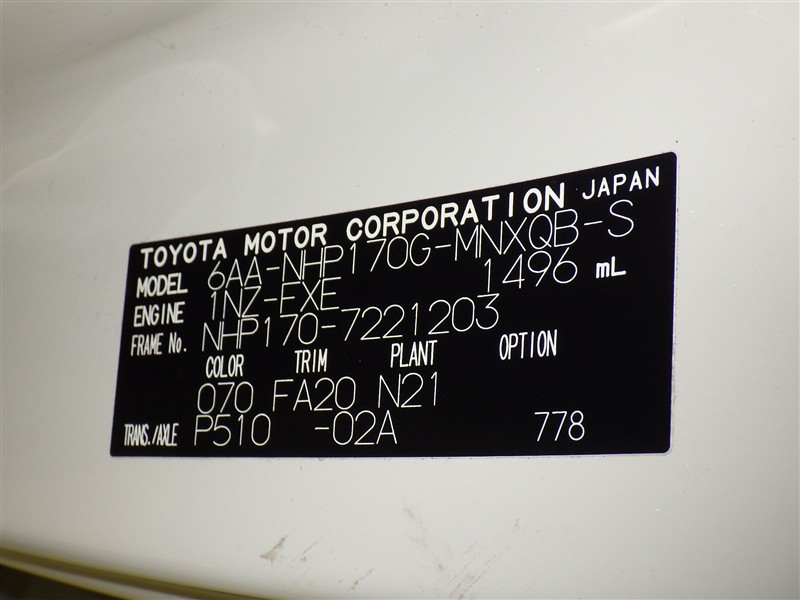 TOYOTA MOTOR CORPORATION JAPAN
MODEL 6AA-NHP170G-MNXQB-S
ENGINE 1NZ-FXE 1496 mL
FRAME No. NHP170-7221203
COLOR TRIM PLANT OPTION
070 FA20 N21
TRANS./AXLE P510 -02A 778